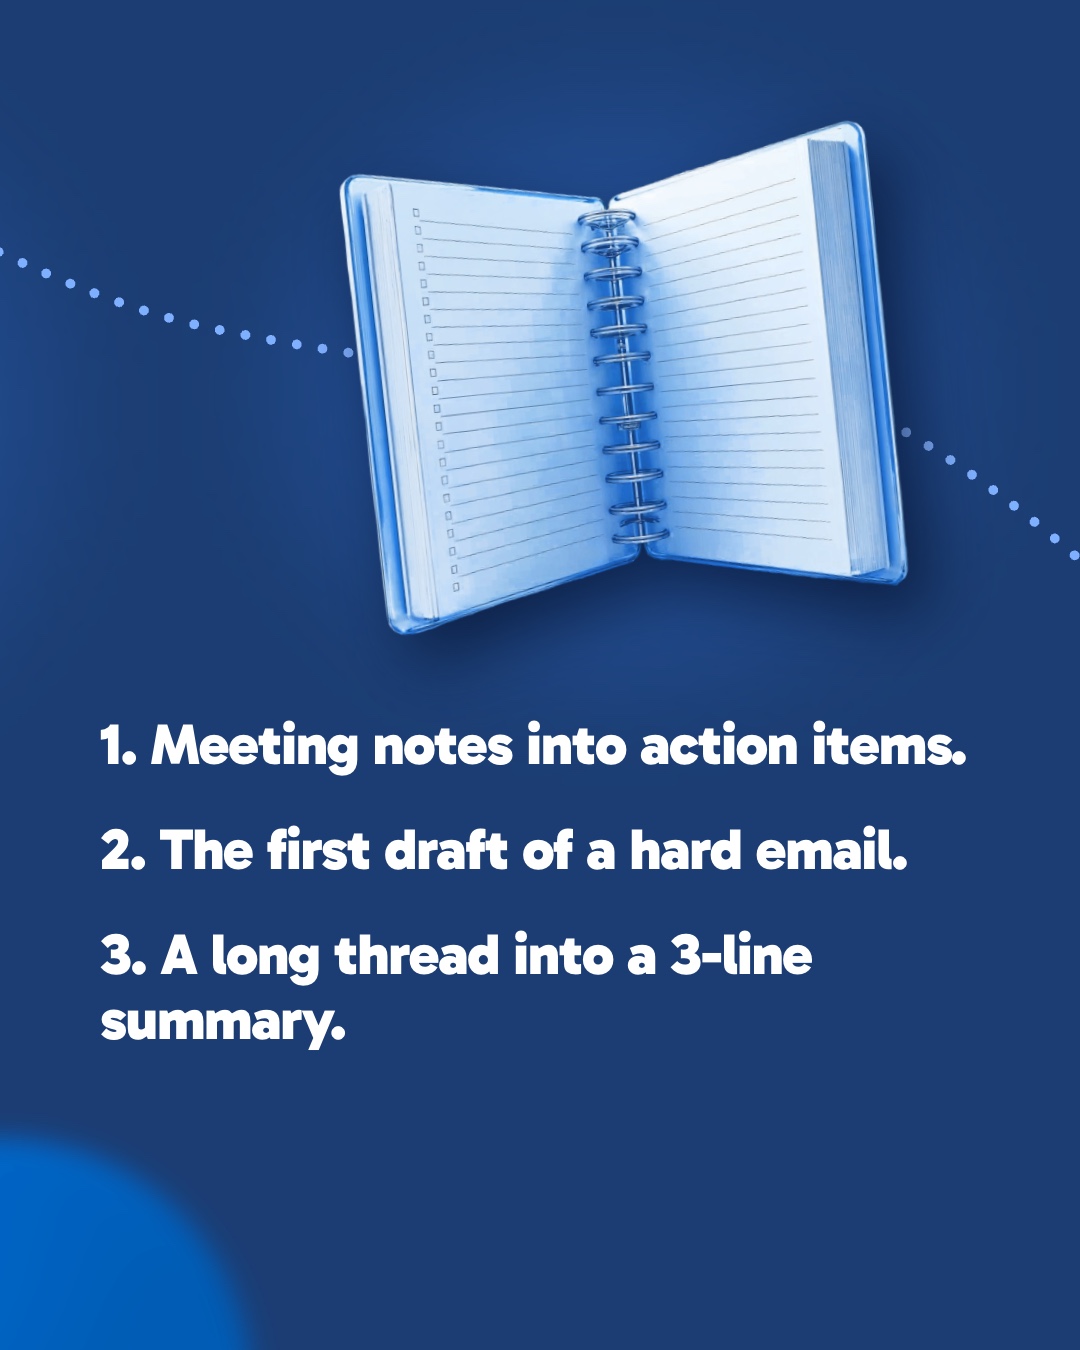 1. Meeting notes into action items.
2. The first draft of a hard email.
3. A long thread into a 3-line
summary.